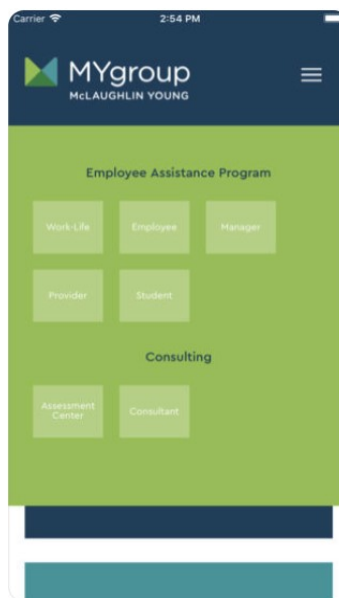 Carrier 2:54 PM
MYgroup
McLAUGHLIN YOUNG
Employee Assistance Program
Work-Life Employee Manager
Provider Student
Consulting
Assessment
Center Consultant